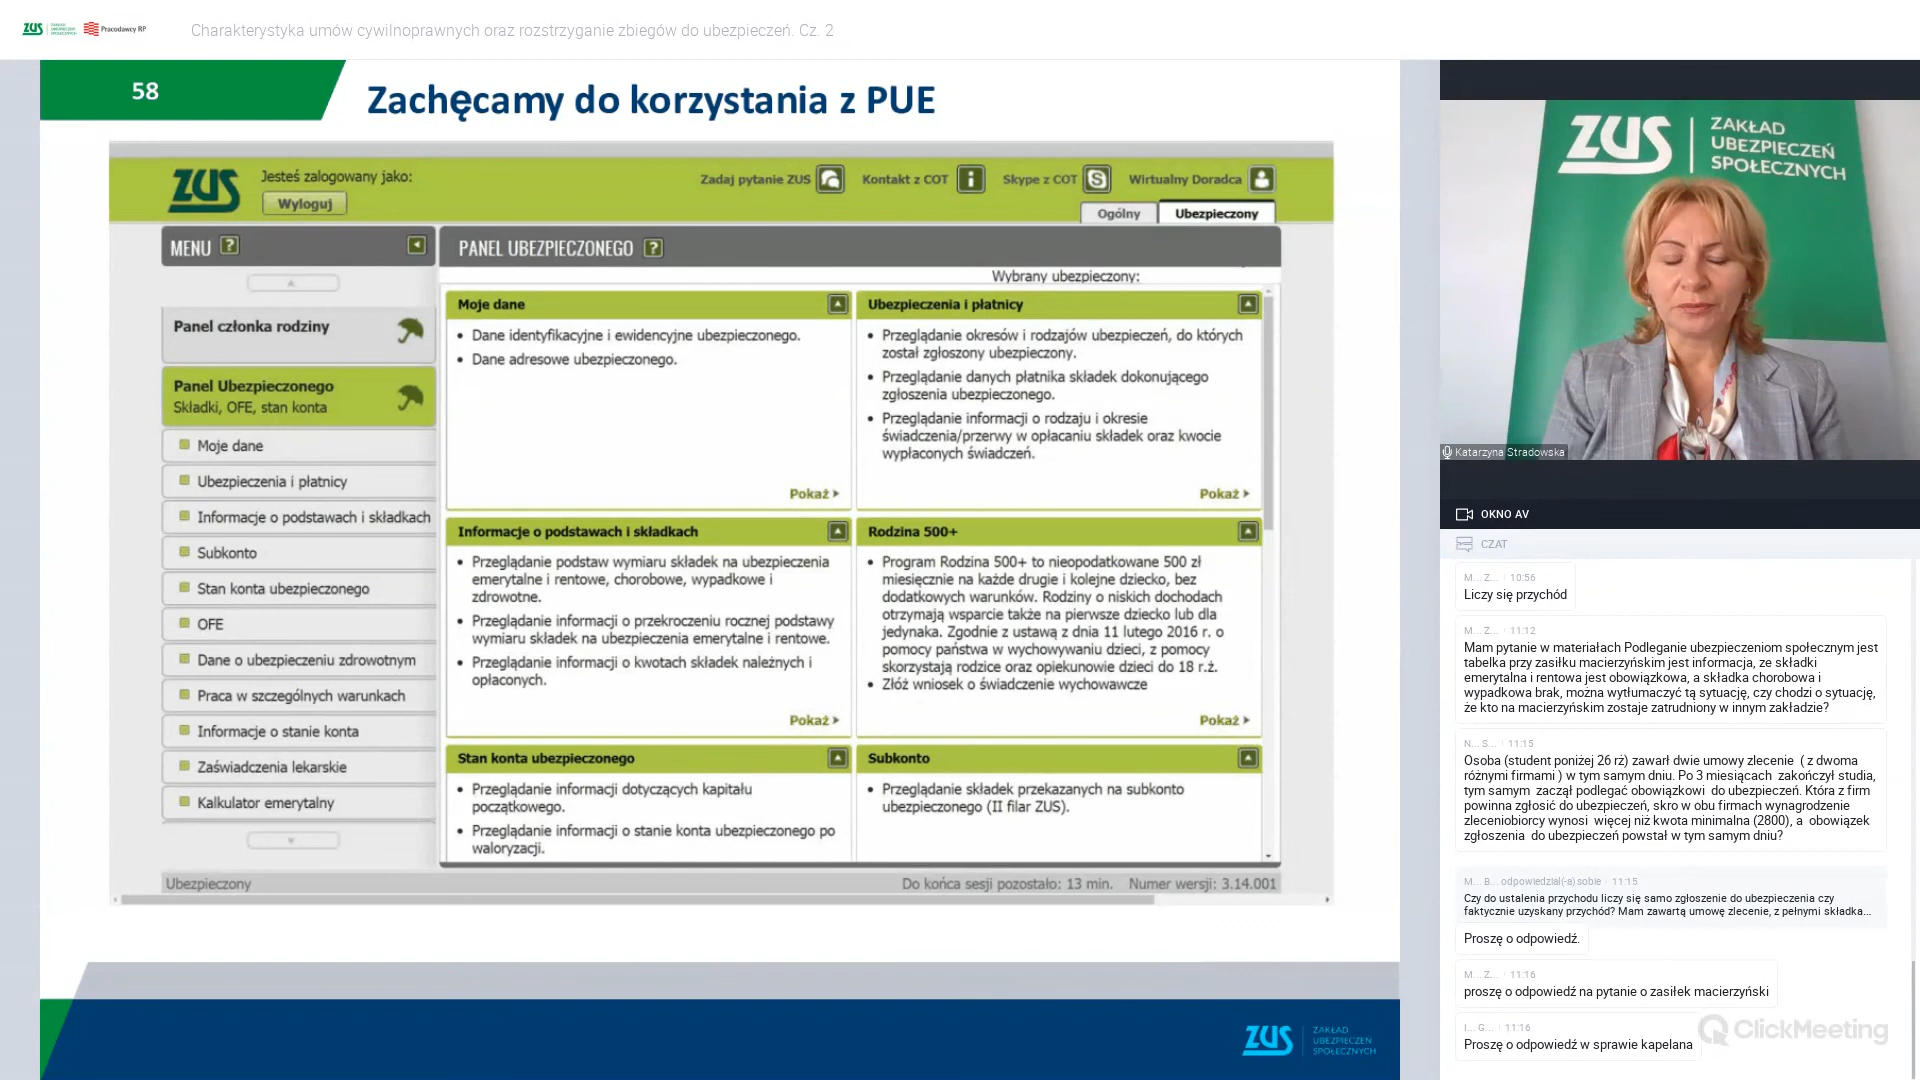 ZUS ZAKŁAD UBEZPIECZEŃ SPOŁECZNYCH Pracodawcy RP
Charakterystyka umów cywilnoprawnych oraz rozstrzyganie zbiegów do ubezpieczeń. Cz. 2
58
Zachęcamy do korzystania z PUE
ZUS
Jesteś zalogowany jako:
Wyloguj
Zadaj pytanie ZUS
Kontakt z COT
Skype z COT
Wirtualny Doradca
Ogólny
Ubezpieczony
MENU ?
PANEL UBEZPIECZONEGO ?
Wybrany ubezpieczony:
Panel członka rodziny
Panel Ubezpieczonego
Składki, OFE, stan konta
Moje dane
Ubezpieczenia i płatnicy
Informacje o podstawach i składkach
Subkonto
Stan konta ubezpieczonego
OFE
Dane o ubezpieczeniu zdrowotnym
Praca w szczególnych warunkach
Informacje o stanie konta
Zaświadczenia lekarskie
Kalkulator emerytalny
Moje dane
• Dane identyfikacyjne i ewidencyjne ubezpieczonego.
• Dane adresowe ubezpieczonego.
Pokaż
Ubezpieczenia i płatnicy
• Przeglądanie okresów i rodzajów ubezpieczeń, do których
został zgłoszony ubezpieczony.
• Przeglądanie danych płatnika składek dokonującego
zgłoszenia ubezpieczonego.
• Przeglądanie informacji o rodzaju i okresie
świadczenia/przerwy w opłacaniu składek oraz kwocie
wypłaconych świadczeń.
Pokaż
Informacje o podstawach i składkach
• Przeglądanie podstaw wymiaru składek na ubezpieczenia
emerytalne i rentowe, chorobowe, wypadkowe i
zdrowotne.
• Przeglądanie informacji o przekroczeniu rocznej podstawy
wymiaru składek na ubezpieczenia emerytalne i rentowe.
• Przeglądanie informacji o kwotach składek należnych i
opłaconych.
Pokaż
Rodzina 500+
• Program Rodzina 500+ to nieopodatkowane 500 zł
miesięcznie na każde drugie i kolejne dziecko, bez
dodatkowych warunków. Rodziny o niskich dochodach
otrzymają wsparcie także na pierwsze dziecko lub dla
jedynaka. Zgodnie z ustawą z dnia 11 lutego 2016 r. o
pomocy państwa w wychowywaniu dzieci, z pomocy
skorzystają rodzice oraz opiekunowie dzieci do 18 r.ż.
• Złóż wniosek o świadczenie wychowawcze
Pokaż
Stan konta ubezpieczonego
• Przeglądanie informacji dotyczących kapitału
początkowego.
• Przeglądanie informacji o stanie konta ubezpieczonego po
waloryzacji.
Subkonto
• Przeglądanie składek przekazanych na subkonto
ubezpieczonego (II filar ZUS).
Ubezpieczony
Do końca sesji pozostało: 13 min.
Numer wersji: 3.14.001
ZUS ZAKŁAD
UBEZPIECZEŃ
SPOŁECZNYCH
ZUS ZAKŁAD
UBEZPIECZEŃ
SPOŁECZNYCH
Katarzyna Stradowska
OKNO AV
CZAT
M... Z... 10:56
Liczy się przychód
M... Z... 11:12
Mam pytanie w materiałach Podleganie ubezpieczeniom społecznym jest
tabelka przy zasiłku macierzyńskim jest informacja, ze składki
emerytalna i rentowa jest obowiązkowa, a składka chorobowa i
wypadkowa brak, można wytłumaczyć tą sytuację, czy chodzi o sytuację,
że kto na macierzyńskim zostaje zatrudniony w innym zakładzie?
N... S... 11:15
Osoba (student poniżej 26 rż) zawarł dwie umowy zlecenie ( z dwoma
różnymi firmami ) w tym samym dniu. Po 3 miesiącach zakończył studia,
tym samym zaczął podlegać obowiązkowi do ubezpieczeń. Która z firm
powinna zgłosić do ubezpieczeń, skro w obu firmach wynagrodzenie
zleceniobiorcy wynosi więcej niż kwota minimalna (2800), a obowiązek
zgłoszenia do ubezpieczeń powstał w tym samym dniu?
M... B... odpowiedział(-a) sobie 11:15
Czy do ustalenia przychodu liczy się samo zgłoszenie do ubezpieczenia czy
faktycznie uzyskany przychód? Mam zawartą umowę zlecenie, z pełnymi składka...
Proszę o odpowiedź.
M... Z... 11:16
proszę o odpowiedź na pytanie o zasiłek macierzyński
I... G... 11:16
Proszę o odpowiedź w sprawie kapelana
ClickMeeting